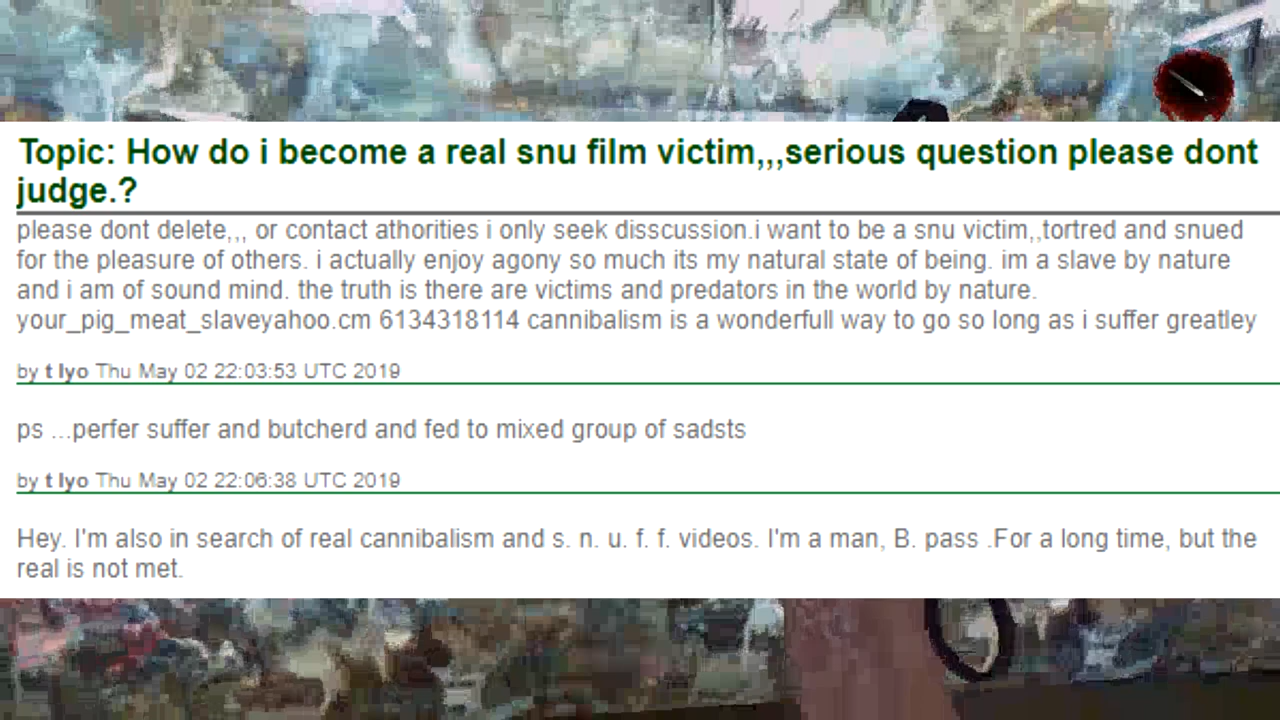 Topic: How do i become a real snu film victim,,,serious question please dont
judge.?
please dont delete,,, or contact athorities i only seek disscussion.i want to be a snu victim,,tortred and snued
for the pleasure of others. i actually enjoy agony so much its my natural state of being. im a slave by nature
and i am of sound mind. the truth is there are victims and predators in the world by nature.
your_pig_meat_slaveyahoo.cm 6134318114 cannibalism is a wonderfull way to go so long as i suffer greatley
by t lyo Thu May 02 22:03:53 UTC 2019
ps ...perfer suffer and butcherd and fed to mixed group of sadsts
by t lyo Thu May 02 22:06:38 UTC 2019
Hey. I'm also in search of real cannibalism and s. n. u. f. f. videos. I'm a man, B. pass .For a long time, but the
real is not met.